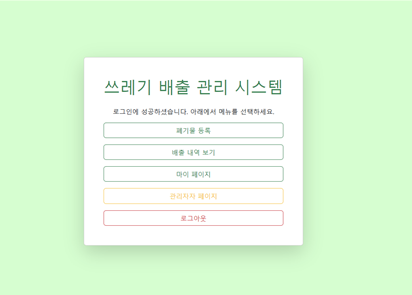 쓰레기 배출 관리 시스템
로그인에 성공하셨습니다. 아래에서 메뉴를 선택하세요.
폐기물 등록
배출 내역 보기
마이 페이지
관리자자 페이지
로그아웃